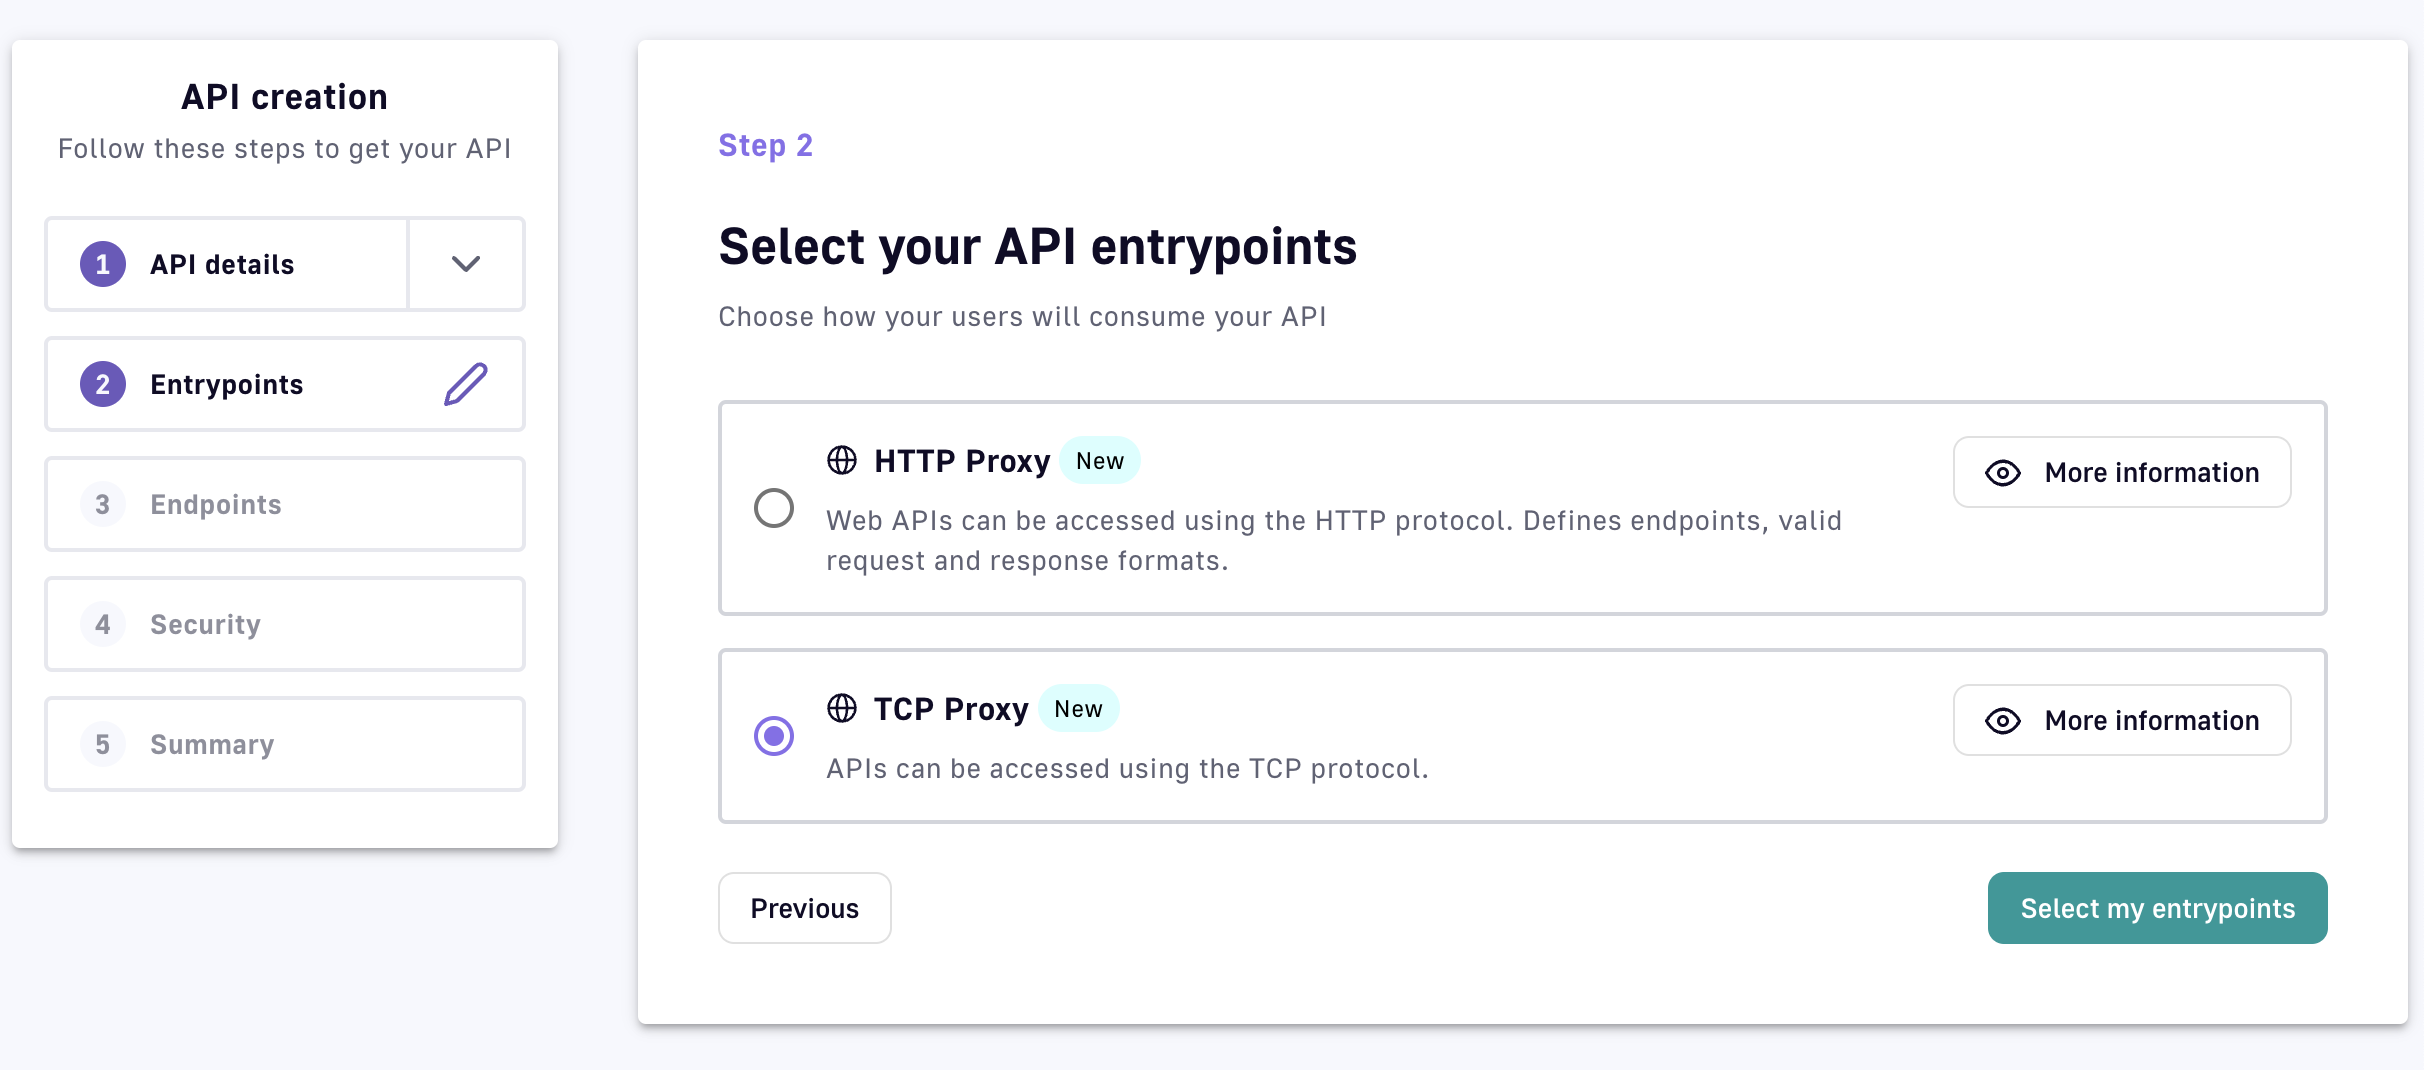 API creation
Follow these steps to get your API
1 API details
2 Entrypoints
3 Endpoints
4 Security
5 Summary
Step 2
Select your API entrypoints
Choose how your users will consume your API
HTTP Proxy New
More information
Web APIs can be accessed using the HTTP protocol. Defines endpoints, valid
request and response formats.
TCP Proxy New
More information
APIs can be accessed using the TCP protocol.
Previous
Select my entrypoints